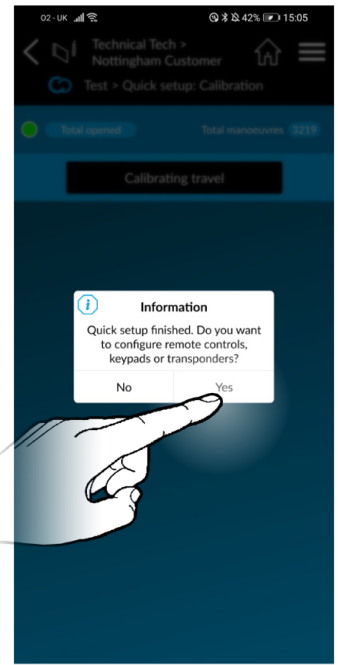 O2 - UK 42% 15:05
Technical Tech >
Nottingham Customer
Test > Quick setup: Calibration
Total opened Total manoeuvres 3219
Calibrating travel
i Information
Quick setup finished. Do you want
to configure remote controls,
keypads or transponders?
No Yes